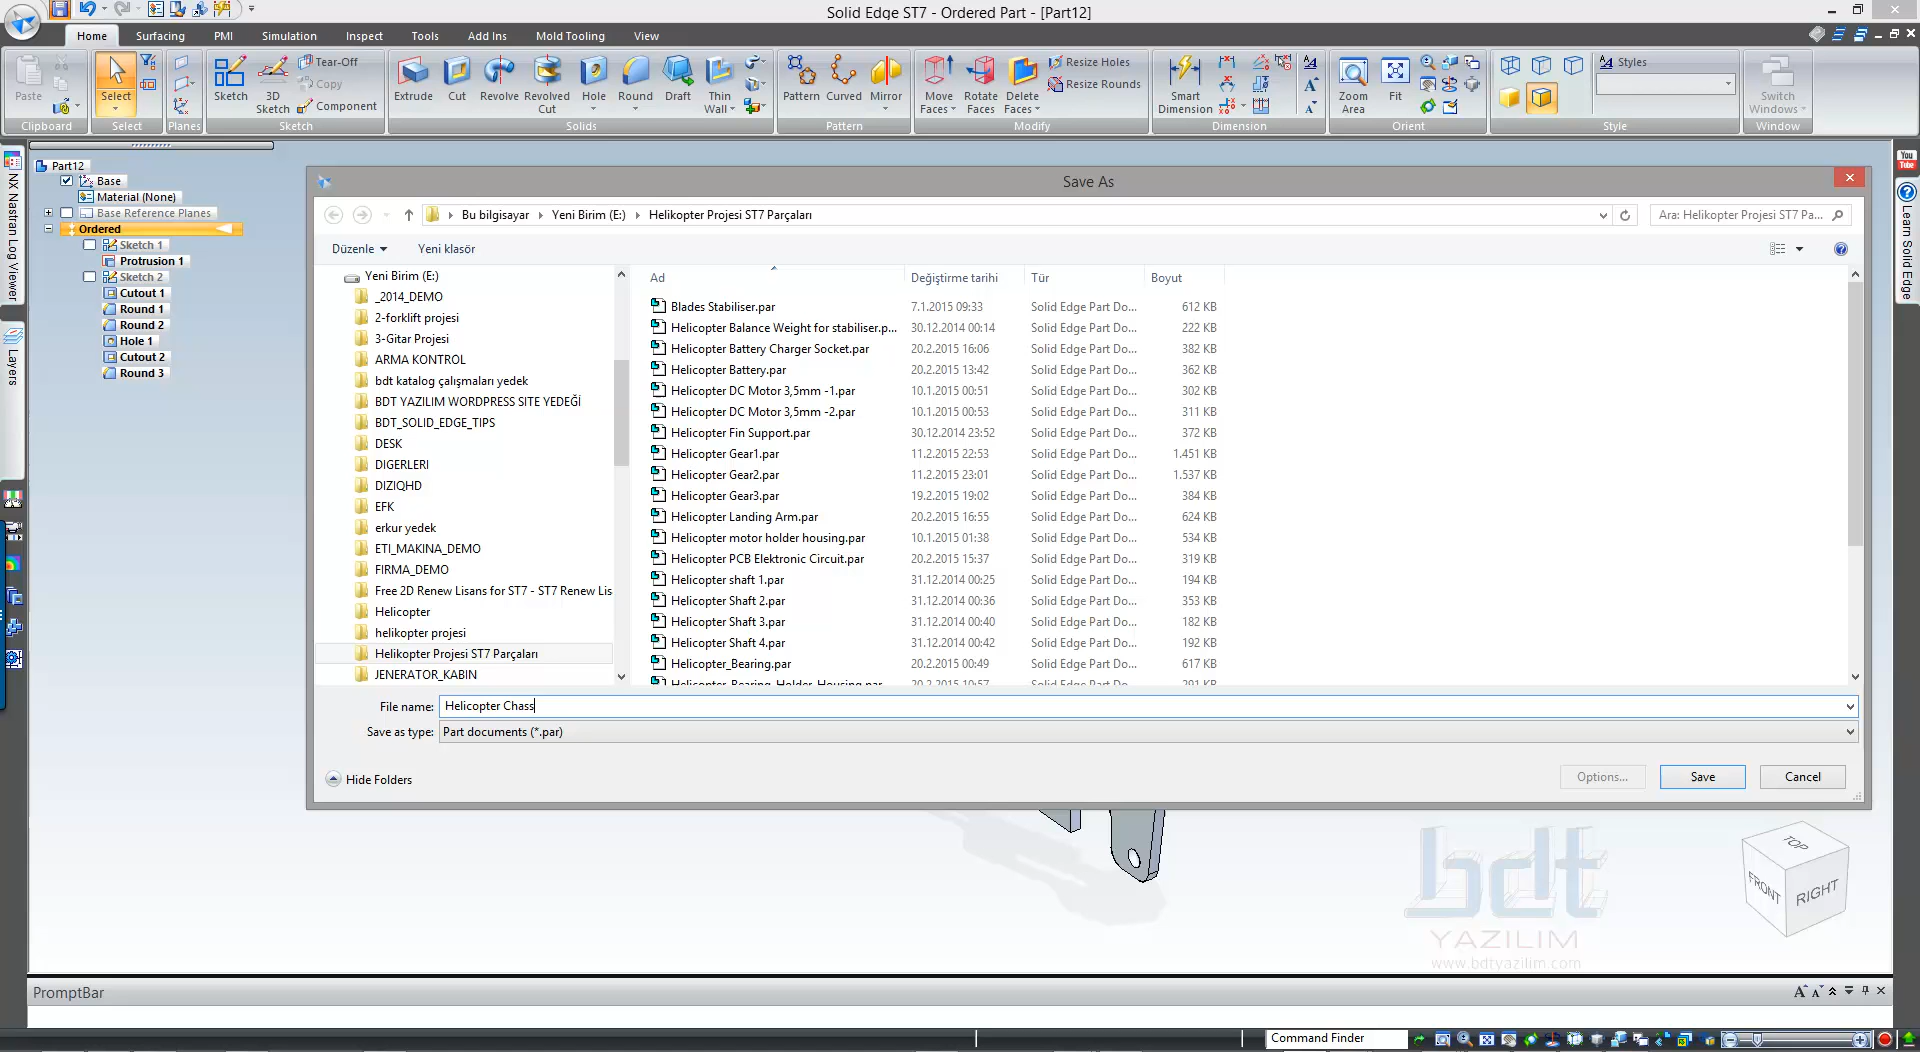 Solid Edge ST7 - Ordered Part - [Part12]
Home Surfacing PMI Simulation Inspect Tools Add Ins Mold Tooling View
Paste
Clipboard
Select
Select
Planes
Sketch
3D Sketch
Tear-Off
Copy
Component
Sketch
Extrude
Cut
Revolve
Revolved Cut
Hole
Round
Draft
Thin Wall
Solids
Pattern
Curved
Mirror
Pattern
Move Faces
Rotate Faces
Delete Faces
Resize Holes
Resize Rounds
Modify
Smart Dimension
Dimension
Zoom Area
Fit
Orient
Styles
Style
Switch Windows
Window
NX Nastran Log Viewer
Layers
Part12
Base
Material (None)
Base Reference Planes
Ordered
Sketch 1
Protrusion 1
Sketch 2
Cutout 1
Round 1
Round 2
Hole 1
Cutout 2
Round 3
You
Tube
Learn Solid Edge
Save As
Bu bilgisayar Yeni Birim (E:) Helikopter Projesi ST7 Parçaları
Ara: Helikopter Projesi ST7 Pa...
Düzenle Yeni klasör
Yeni Birim (E:)
_2014_DEMO
2-forklift projesi
3-Gitar Projesi
ARMA KONTROL
bdt katalog çalışmaları yedek
BDT YAZILIM WORDPRESS SITE YEDEĞİ
BDT_SOLID_EDGE_TIPS
DESK
DIGERLERI
DIZIQHD
EFK
erkur yedek
ETI_MAKINA_DEMO
FIRMA_DEMO
Free 2D Renew Lisans for ST7 - ST7 Renew Lis
Helicopter
helikopter projesi
Helikopter Projesi ST7 Parçaları
JENERATOR_KABIN
Ad Değiştirme tarihi Tür Boyut
Blades Stabiliser.par 7.1.2015 09:33 Solid Edge Part Do... 612 KB
Helicopter Balance Weight for stabiliser.p... 30.12.2014 00:14 Solid Edge Part Do... 222 KB
Helicopter Battery Charger Socket.par 20.2.2015 16:06 Solid Edge Part Do... 382 KB
Helicopter Battery.par 20.2.2015 13:42 Solid Edge Part Do... 362 KB
Helicopter DC Motor 3,5mm -1.par 10.1.2015 00:51 Solid Edge Part Do... 302 KB
Helicopter DC Motor 3,5mm -2.par 10.1.2015 00:53 Solid Edge Part Do... 311 KB
Helicopter Fin Support.par 30.12.2014 23:52 Solid Edge Part Do... 372 KB
Helicopter Gear1.par 11.2.2015 22:53 Solid Edge Part Do... 1.451 KB
Helicopter Gear2.par 11.2.2015 23:01 Solid Edge Part Do... 1.537 KB
Helicopter Gear3.par 19.2.2015 19:02 Solid Edge Part Do... 384 KB
Helicopter Landing Arm.par 20.2.2015 16:55 Solid Edge Part Do... 624 KB
Helicopter motor holder housing.par 10.1.2015 01:38 Solid Edge Part Do... 534 KB
Helicopter PCB Elektronic Circuit.par 20.2.2015 15:37 Solid Edge Part Do... 319 KB
Helicopter shaft 1.par 31.12.2014 00:25 Solid Edge Part Do... 194 KB
Helicopter Shaft 2.par 31.12.2014 00:36 Solid Edge Part Do... 353 KB
Helicopter Shaft 3.par 31.12.2014 00:40 Solid Edge Part Do... 182 KB
Helicopter Shaft 4.par 31.12.2014 00:42 Solid Edge Part Do... 192 KB
Helicopter_Bearing.par 20.2.2015 00:49 Solid Edge Part Do... 617 KB
Helicopter_Bearing_Holder_Housing.par 20.2.2015 10:57 Solid Edge Part Do... 291 KB
File name: Helicopter Chass
Save as type: Part documents (*.par)
Hide Folders
Options... Save Cancel
TOP
FRONT RIGHT
bdt
YAZILIM
www.bdtyazilim.com
PromptBar
Command Finder